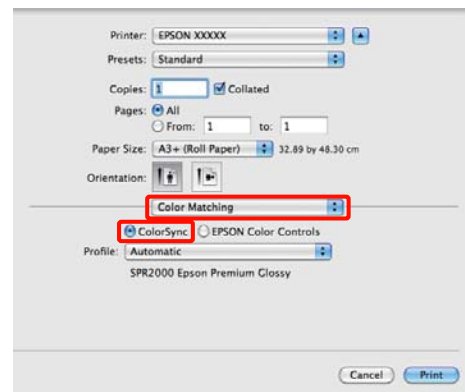 Printer: EPSON XXXXX
Presets: Standard
Copies: 1 Collated
Pages: All
From: 1 to: 1
Paper Size: A3+ (Roll Paper) 32.89 by 48.30 cm
Orientation:
Color Matching
ColorSync EPSON Color Controls
Profile: Automatic
SPR2000 Epson Premium Glossy
Cancel Print